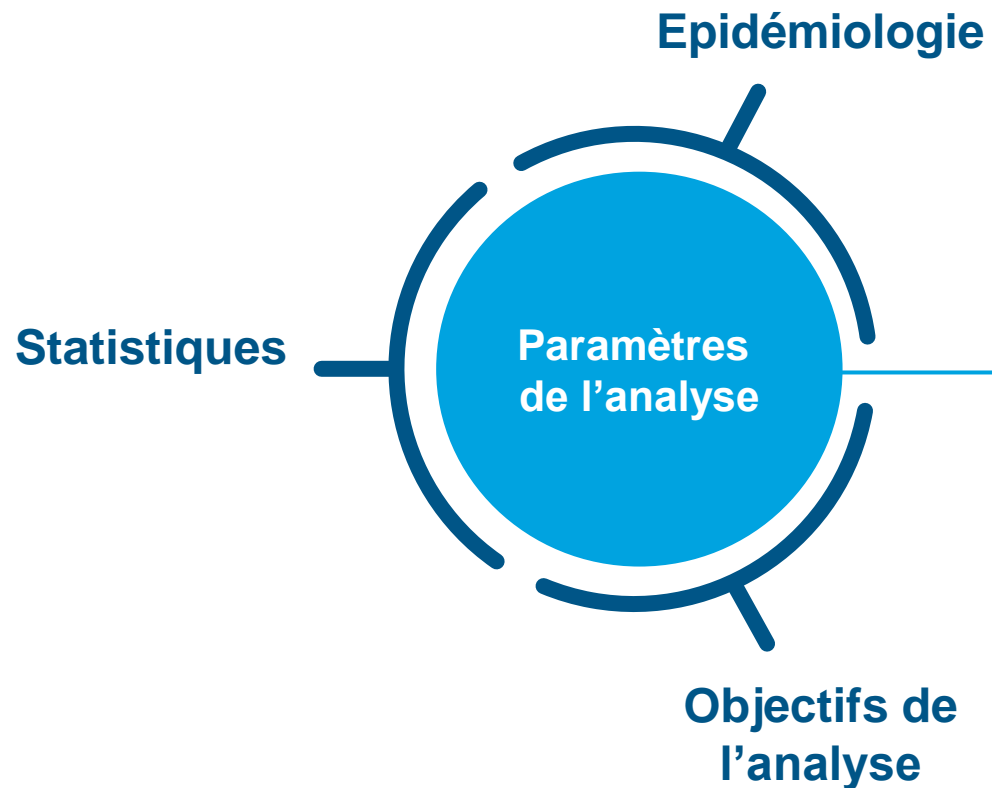 Epidémiologie
Statistiques
Paramètres
de l’analyse
Objectifs de
l’analyse